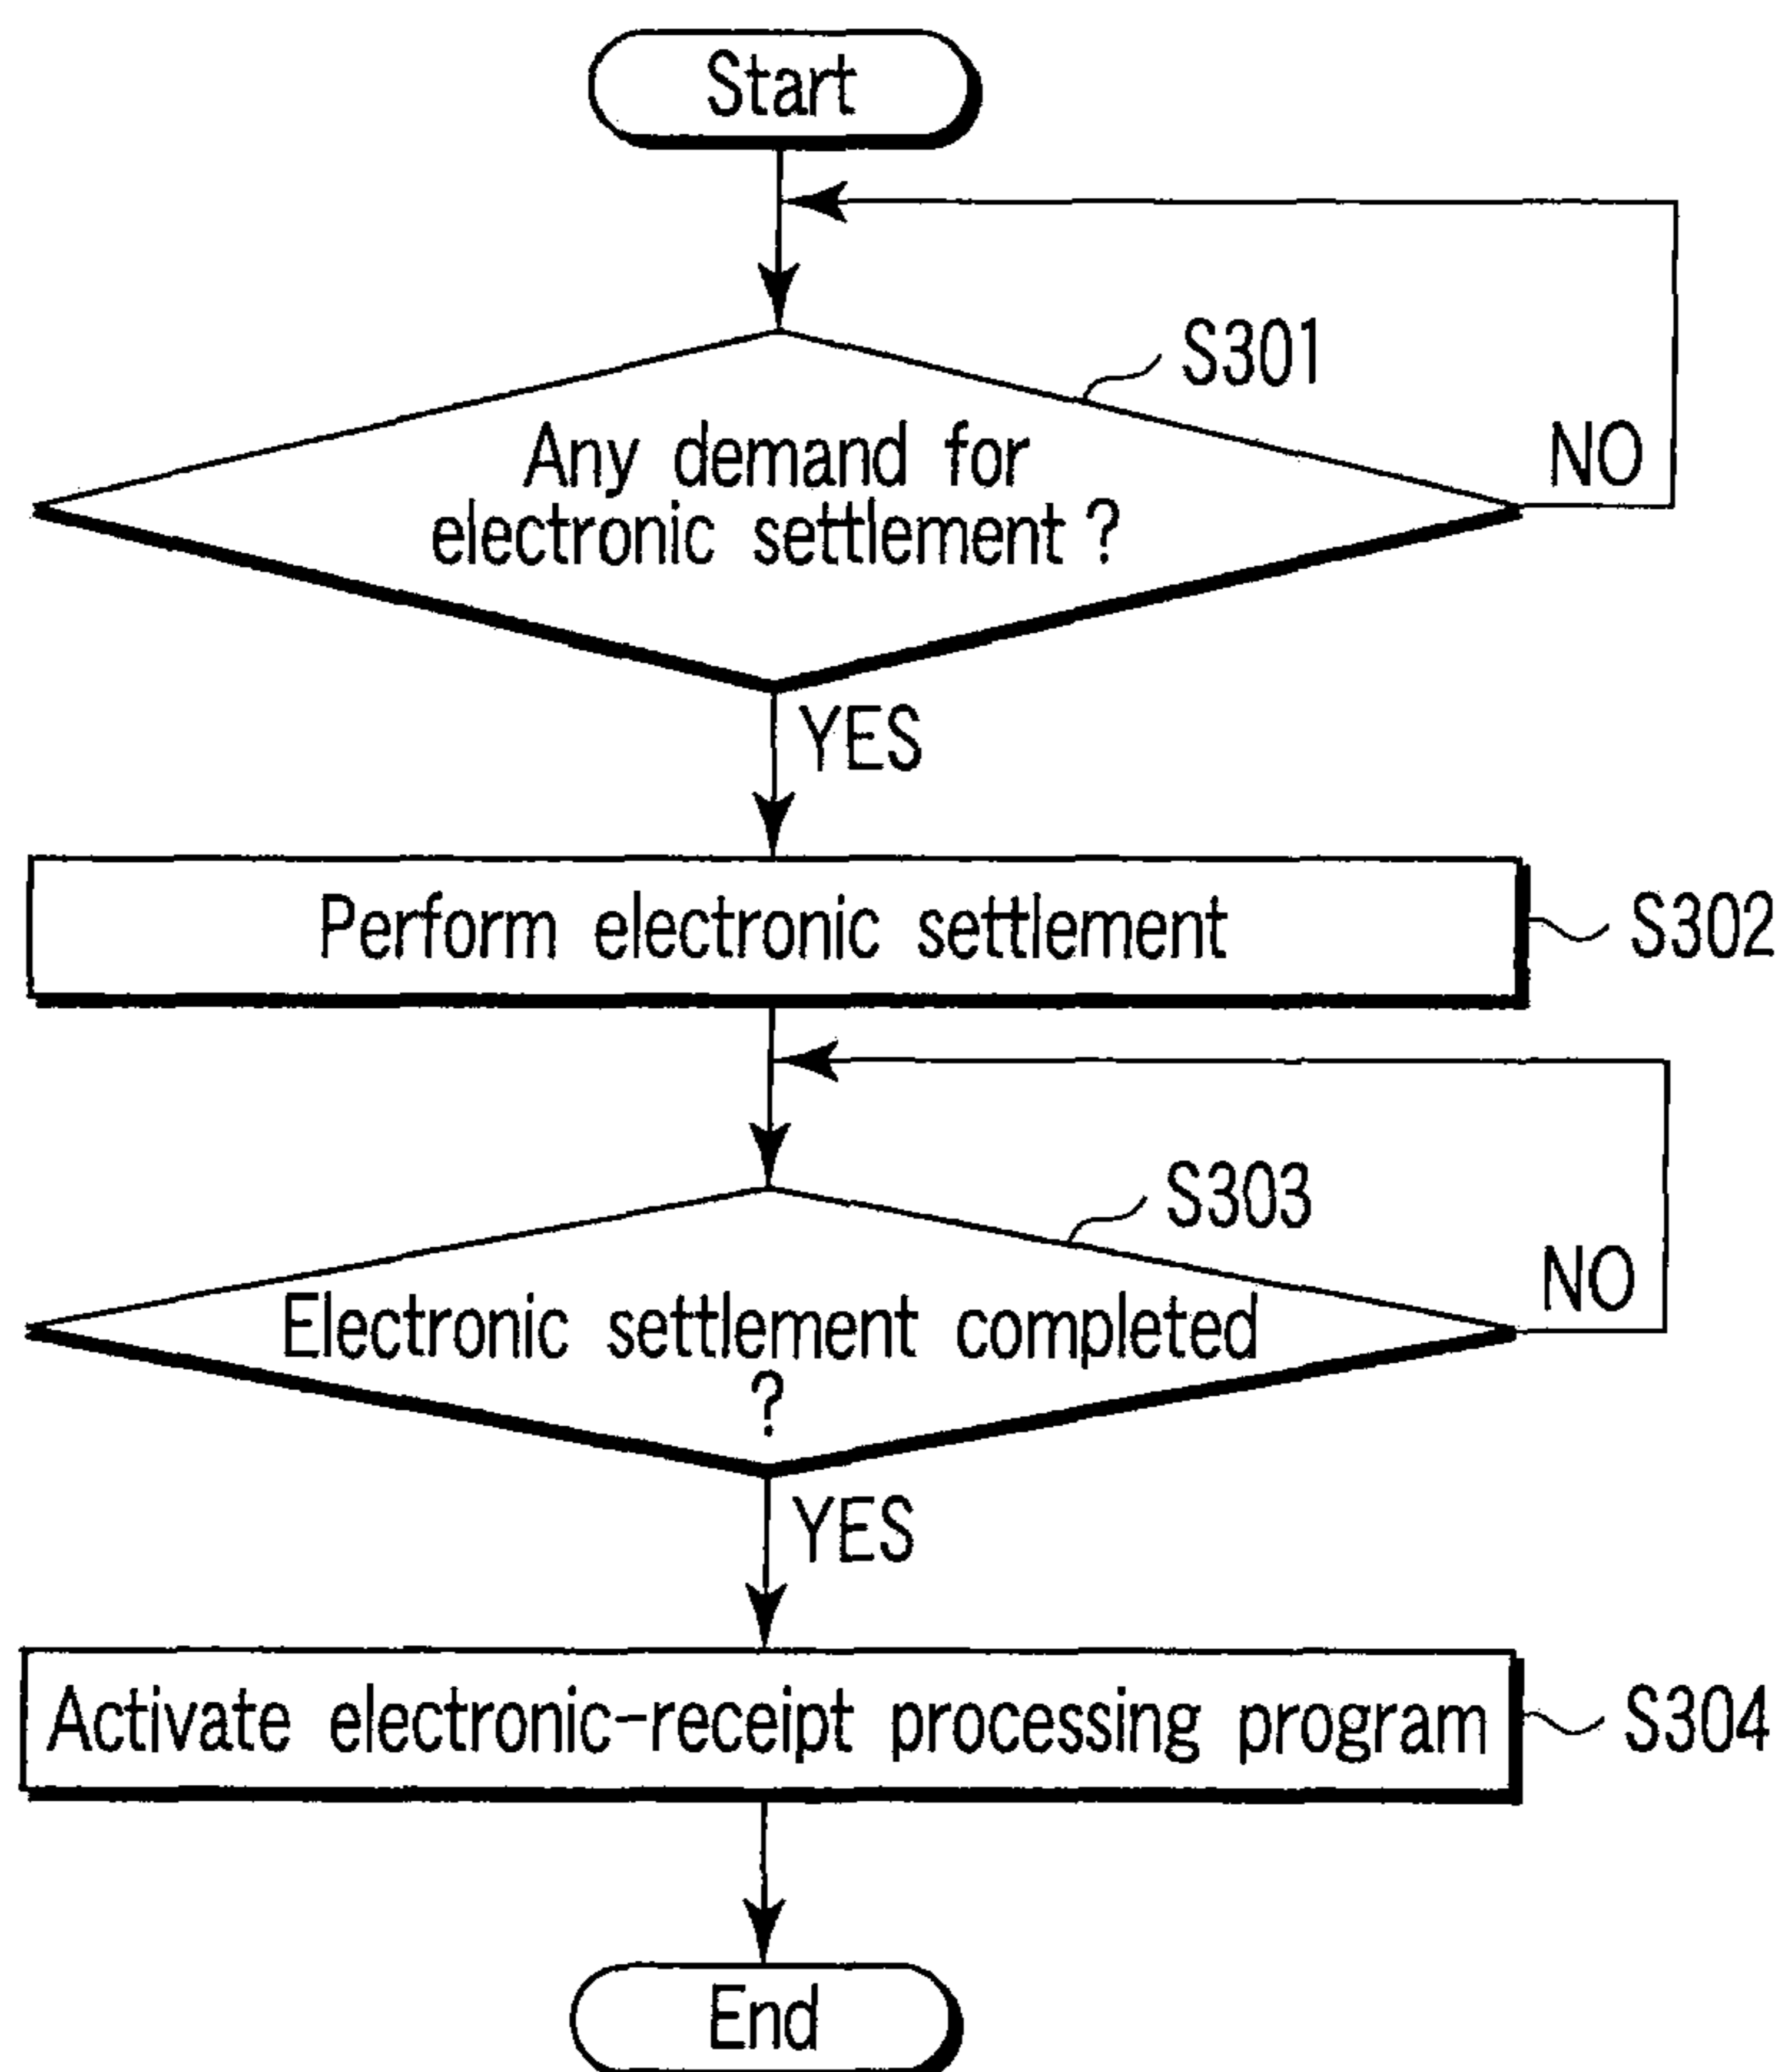 Start
S301
Any demand for
electronic settlement ?
NO
YES
Perform electronic settlement
S302
S303
Electronic settlement completed
?
NO
YES
Activate electronic-receipt processing program
S304
End